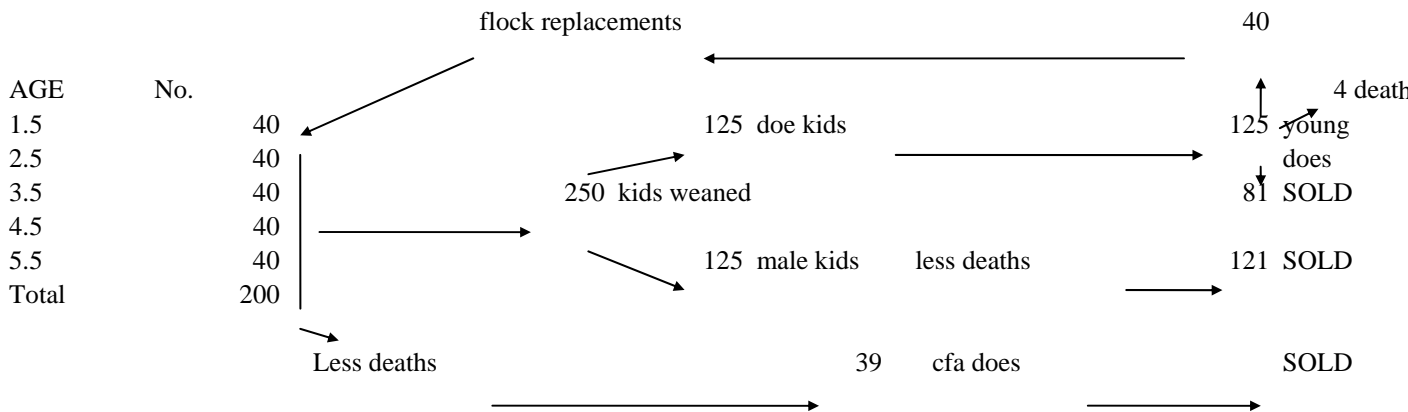 flock replacements 40
AGE No. 4 death
1.5 40 125 doe kids 125 young
2.5 40 does
3.5 40 250 kids weaned 81 SOLD
4.5 40
5.5 40 125 male kids less deaths 121 SOLD
Total 200
Less deaths 39 cfa does SOLD